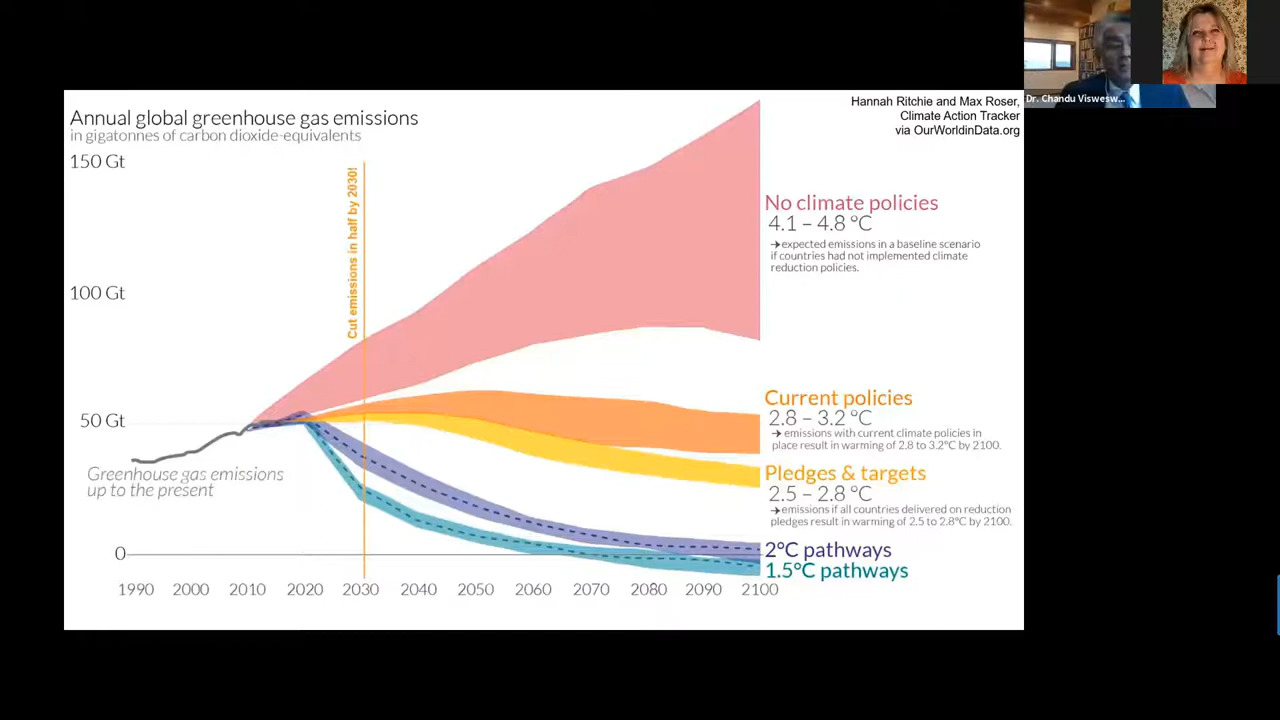 Dr. Chandu Viswesw...
Hannah Ritchie and Max Roser,
Climate Action Tracker
via OurWorldinData.org
Annual global greenhouse gas emissions
in gigatonnes of carbon dioxide-equivalents
150 Gt
100 Gt
50 Gt
0
Cut emissions in half by 2030!
Greenhouse gas emissions
up to the present
No climate policies
4.1 – 4.8 °C
→expected emissions in a baseline scenario
if countries had not implemented climate
reduction policies.
Current policies
2.8 – 3.2 °C
→ emissions with current climate policies in
place result in warming of 2.8 to 3.2°C by 2100.
Pledges & targets
2.5 – 2.8 °C
→emissions if all countries delivered on reduction
pledges result in warming of 2.5 to 2.8°C by 2100.
2°C pathways
1.5°C pathways
1990 2000 2010 2020 2030 2040 2050 2060 2070 2080 2090 2100